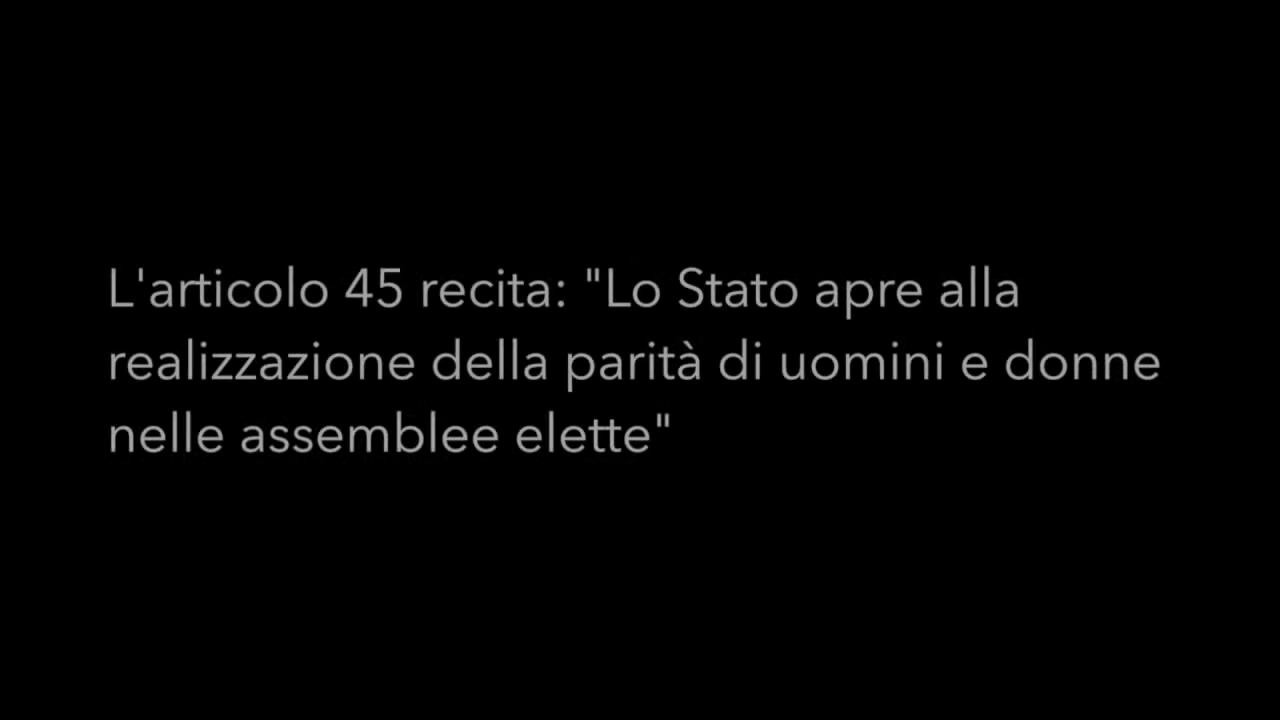 L'articolo 45 recita: "Lo Stato apre alla
realizzazione della parità di uomini e donne
nelle assemblee elette"